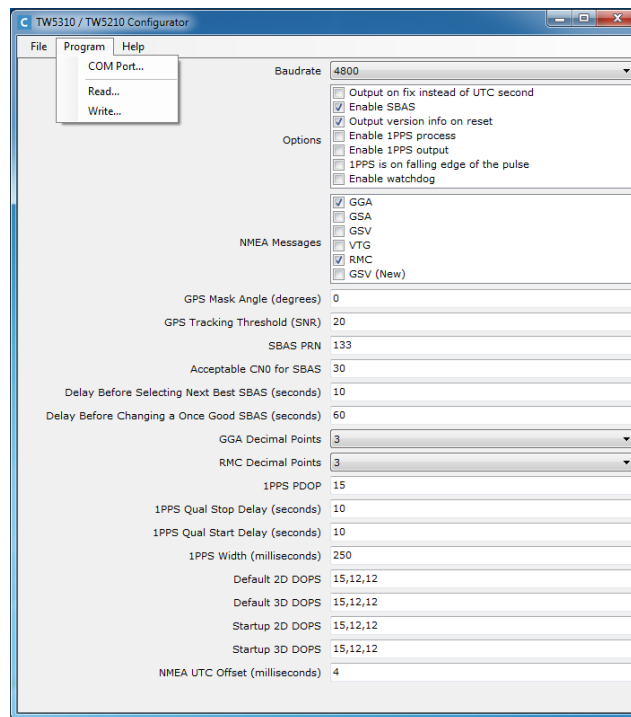 C TW5310 / TW5210 Configurator
File Program Help
COM Port...
Read...
Write...
Baudrate 4800
Options
Output on fix instead of UTC second
Enable SBAS
Output version info on reset
Enable 1PPS process
Enable 1PPS output
1PPS is on falling edge of the pulse
Enable watchdog
NMEA Messages
GGA
GSA
GSV
VTG
RMC
GSV (New)
GPS Mask Angle (degrees) 0
GPS Tracking Threshold (SNR) 20
SBAS PRN 133
Acceptable CN0 for SBAS 30
Delay Before Selecting Next Best SBAS (seconds) 10
Delay Before Changing a Once Good SBAS (seconds) 60
GGA Decimal Points 3
RMC Decimal Points 3
1PPS PDOP 15
1PPS Qual Stop Delay (seconds) 10
1PPS Qual Start Delay (seconds) 10
1PPS Width (milliseconds) 250
Default 2D DOPS 15,12,12
Default 3D DOPS 15,12,12
Startup 2D DOPS 15,12,12
Startup 3D DOPS 15,12,12
NMEA UTC Offset (milliseconds) 4